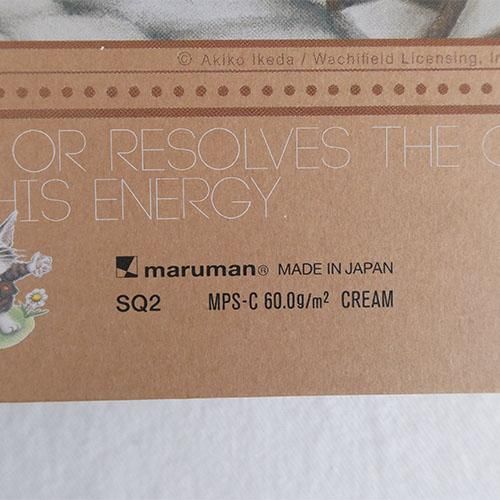 © Akiko Ikeda / Wachifield Licensing, In
OR RESOLVES THE
HIS ENERGY
maruman® MADE IN JAPAN
SQ2 MPS-C 60.0g/m² CREAM